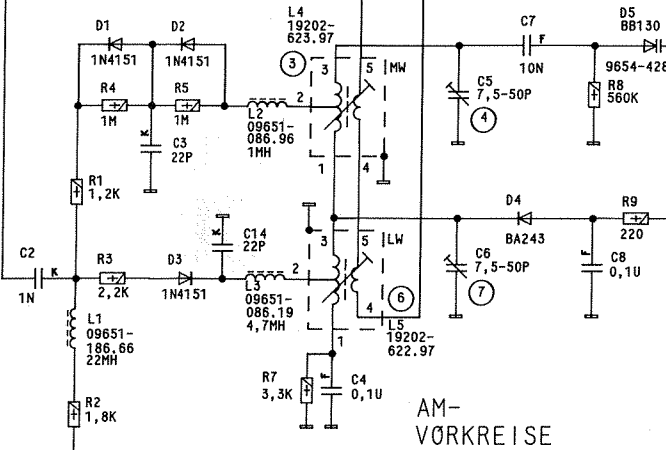 L4
19202-
623.97
C7
D5
BB130
D1
D2
F
1N4151
1N4151
10N
9654-428
3
3
5
MW
R4
R5
2
C5
7,5-50P
R8
560K
1M
1M
L2
09651-
086.96
1MH
4
K
C3
22P
1
4
R1
1,2K
D4
R9
BA243
220
K
C14
22P
3
5
LW
C6
7,5-50P
F
C8
0,1U
C2
K
R3
D3
2
7
1N
2,2K
1N4151
L3
09651-
086.19
4,7MH
6
4
L1
09651-
186.66
22MH
L5
19202-
622.97
1
R7
3,3K
F
C4
0,1U
R2
1,8K
AM-
VORKREISE